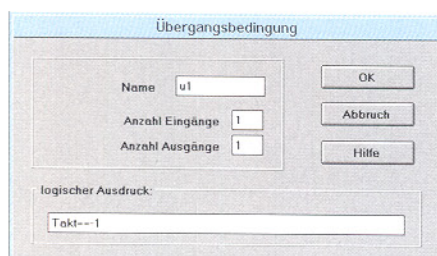 Übergangsbedingung
Name u1
Anzahl Eingänge 1
Anzahl Ausgänge 1
OK
Abbruch
Hilfe
logischer Ausdruck:
Takt==1